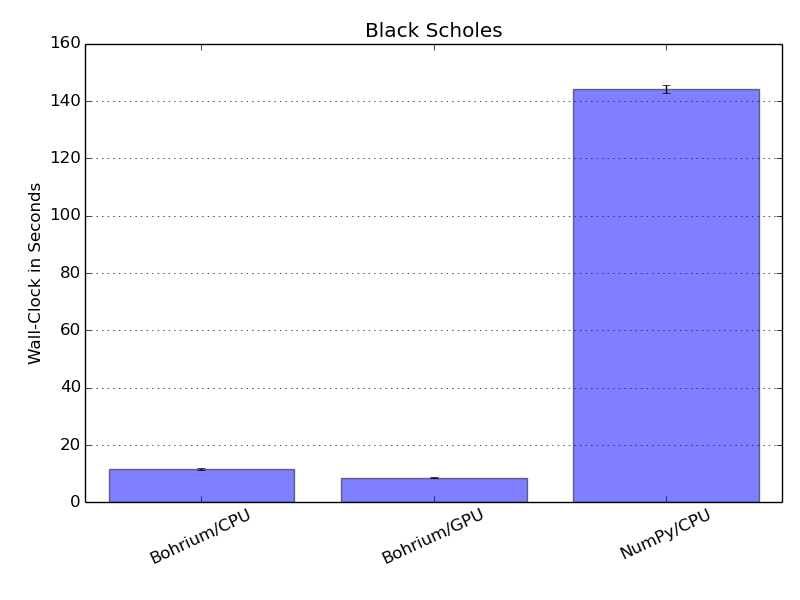 Black Scholes
Wall-Clock in Seconds
160
140
120
100
80
60
40
20
0
Bohrium/CPU
Bohrium/GPU
NumPy/CPU